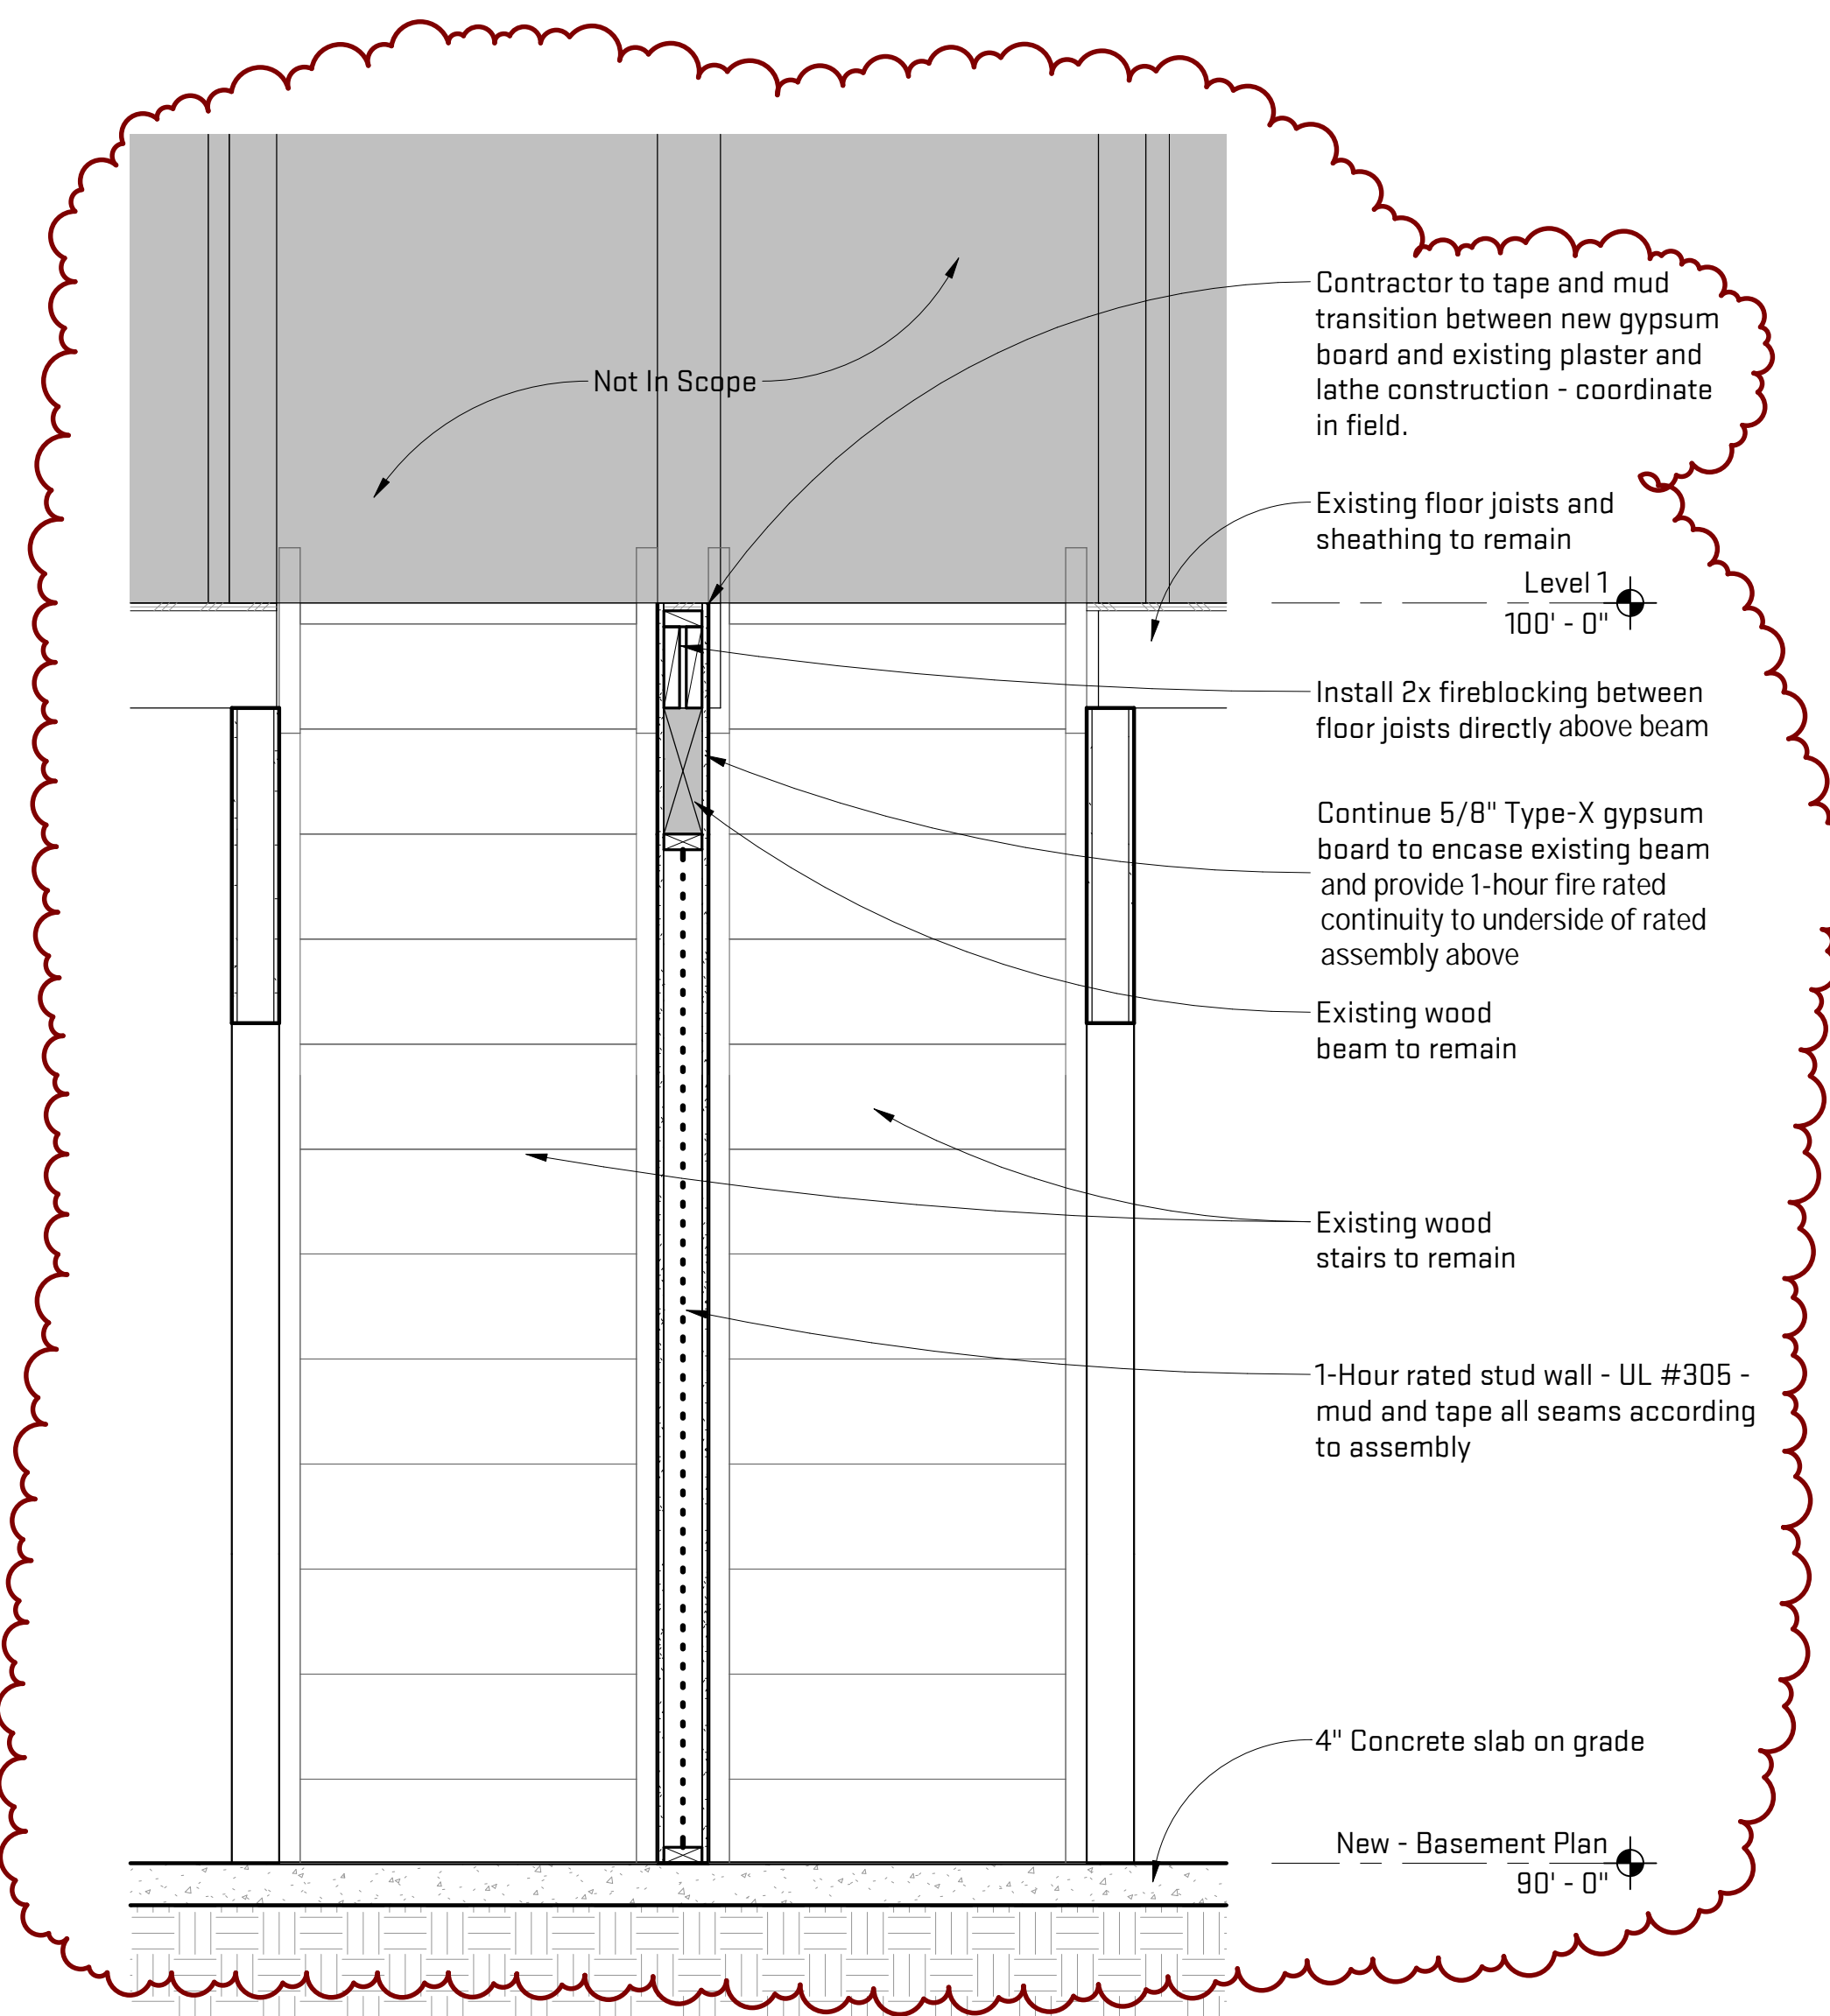 Contractor to tape and mud
transition between new gypsum
board and existing plaster and
lathe construction - coordinate
in field.
Not In Scope
Existing floor joists and
sheathing to remain
Level 1
100' - 0"
Install 2x fireblocking between
floor joists directly above beam
Continue 5/8" Type-X gypsum
board to encase existing beam
and provide 1-hour fire rated
continuity to underside of rated
assembly above
Existing wood
beam to remain
Existing wood
stairs to remain
1-Hour rated stud wall - UL #305 -
mud and tape all seams according
to assembly
4" Concrete slab on grade
New - Basement Plan
90' - 0"